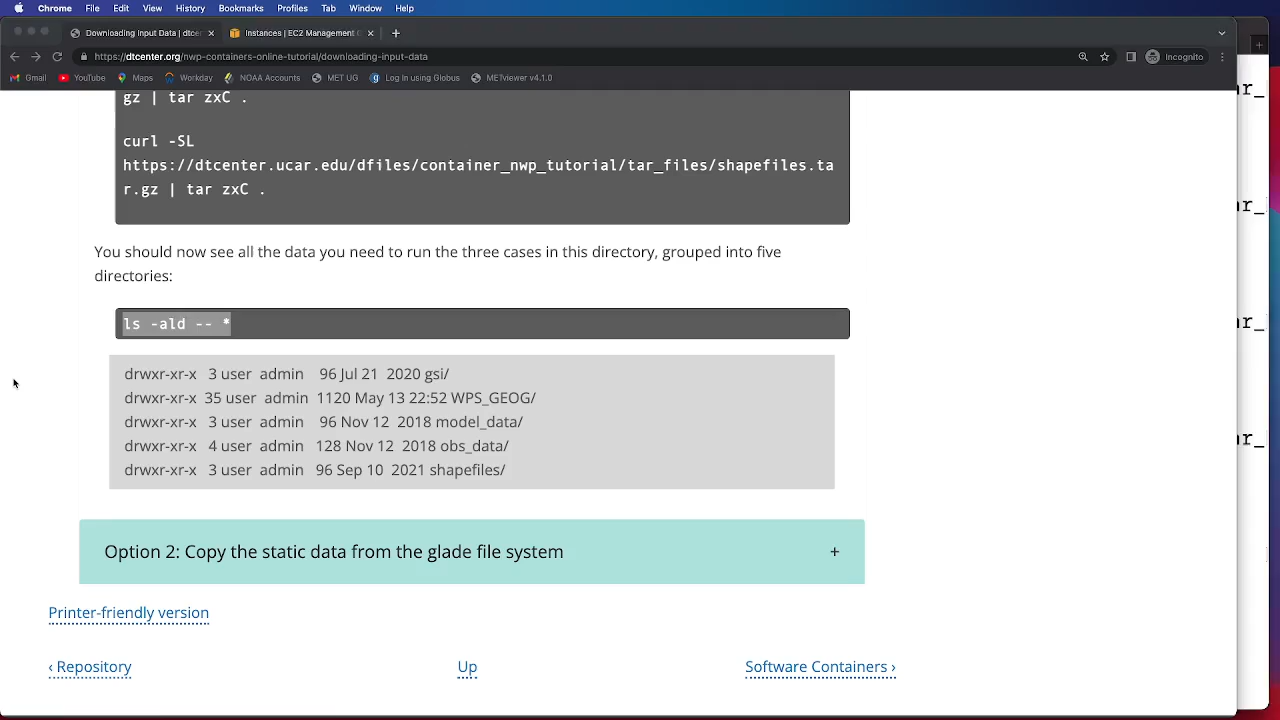 Chrome File Edit View History Bookmarks Profiles Tab Window Help
Downloading Input Data | dtcen × Instances | EC2 Management C × +
https://dtcenter.org/nwp-containers-online-tutorial/downloading-input-data Incognito
Gmail YouTube Maps Workday NOAA Accounts MET UG Log In using Globus METviewer v4.1.0
gz | tar zxC .
curl -SL
https://dtcenter.ucar.edu/dfiles/container_nwp_tutorial/tar_files/shapefiles.ta
r.gz | tar zxC .
You should now see all the data you need to run the three cases in this directory, grouped into five
directories:
ls -ald -- *
drwxr-xr-x 3 user admin 96 Jul 21 2020 gsi/
drwxr-xr-x 35 user admin 1120 May 13 22:52 WPS_GEOG/
drwxr-xr-x 3 user admin 96 Nov 12 2018 model_data/
drwxr-xr-x 4 user admin 128 Nov 12 2018 obs_data/
drwxr-xr-x 3 user admin 96 Sep 10 2021 shapefiles/
Option 2: Copy the static data from the glade file system +
Printer-friendly version
‹ Repository Up Software Containers ›